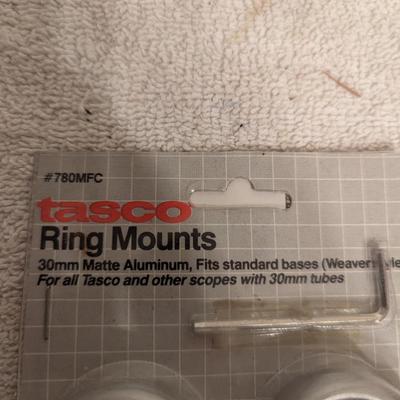 #780MFC
tasco
Ring Mounts
30mm Matte Aluminum, Fits standard bases (Weaver
For all Tasco and other scopes with 30mm tubes